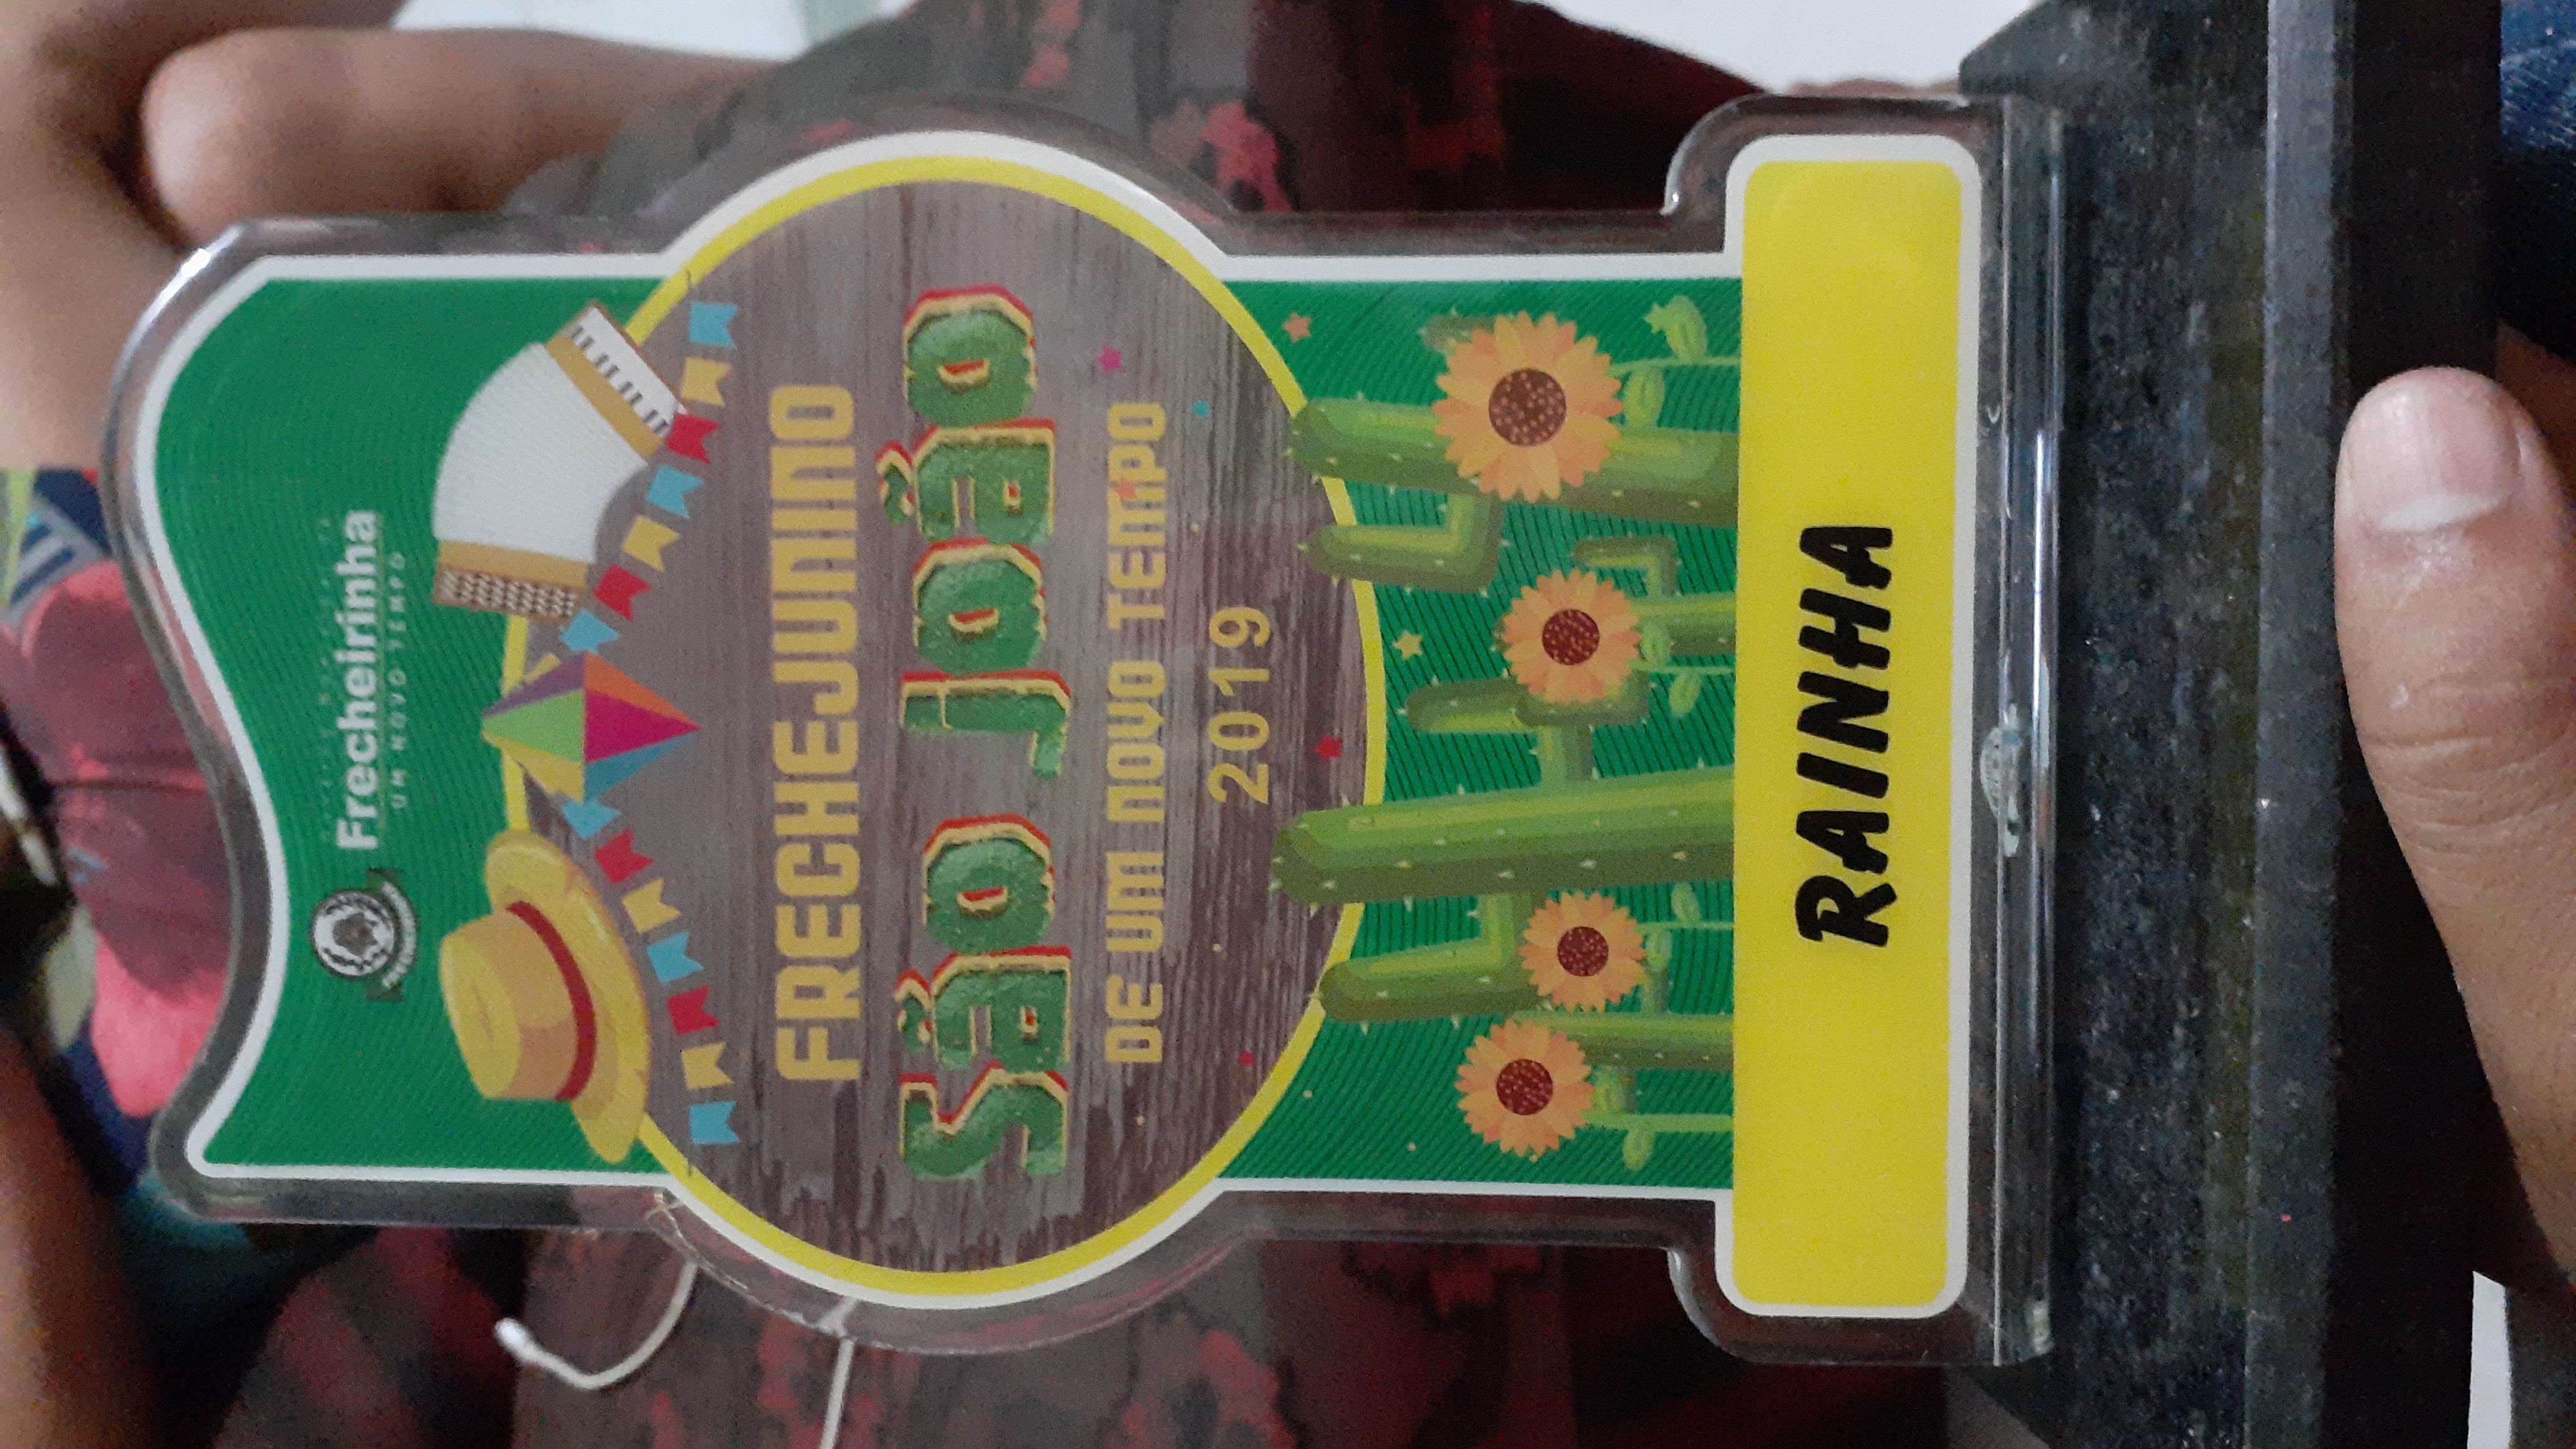 Frecheirinha
UM NOVO TEMPO
FRECHEJUNINO
São João
DE UM NOVO TEMPO
2019
RAINHA